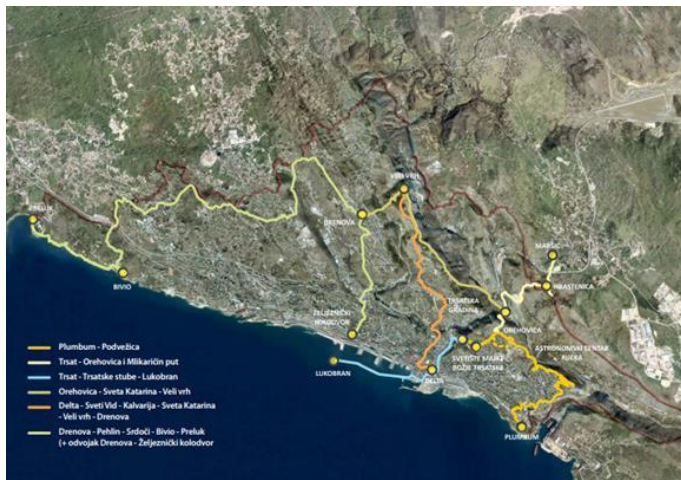 PRELUK
BIVIO
DRENOVA
VELI VRH
ŽELJEZNIČKI
KOLODVOR
LUKOBRAN
DELTA
TRSATSKA
GRADINA
SVETIŠTE MAJKE
BOŽJE TRSATSKE
OREHOVICA
MARŠIĆ
HRASTENICA
ASTRONOMSKI CENTAR
RIJEKA
PLUMBUM
Plumbum - Podvežica
Trsat - Orehovica i Mlikaričin put
Trsat - Trsatske stube - Lukobran
Orehovica - Sveta Katarina - Veli vrh
Delta - Sveti Vid - Kalvarija - Sveta Katarina
- Veli vrh - Drenova
Drenova - Pehlin - Srdoči - Bivio - Preluk
(+ odvojak Drenova - Željeznički kolodvor